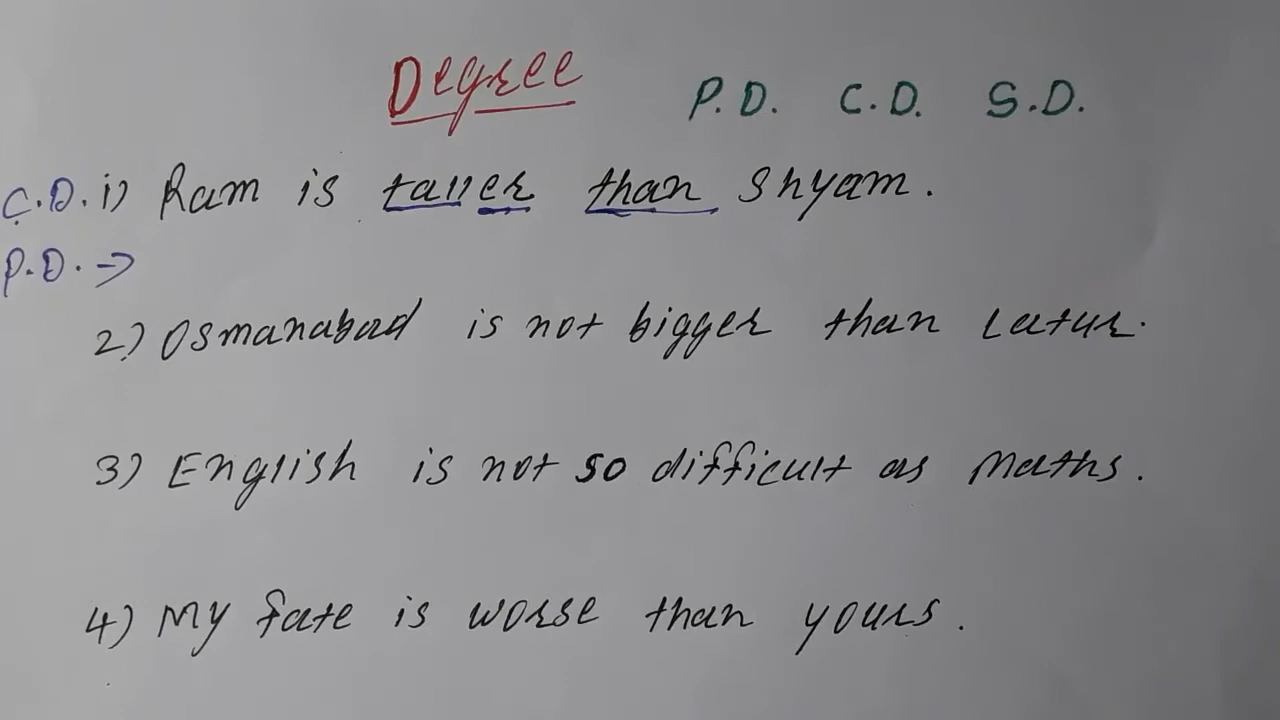 Degree P.D. C.D. S.D.
C.D. 1) Ram is taller than Shyam.
P.D. →
2) Osmanabad is not bigger than Latur.
3) English is not so difficult as Maths.
4) My fate is worse than yours.